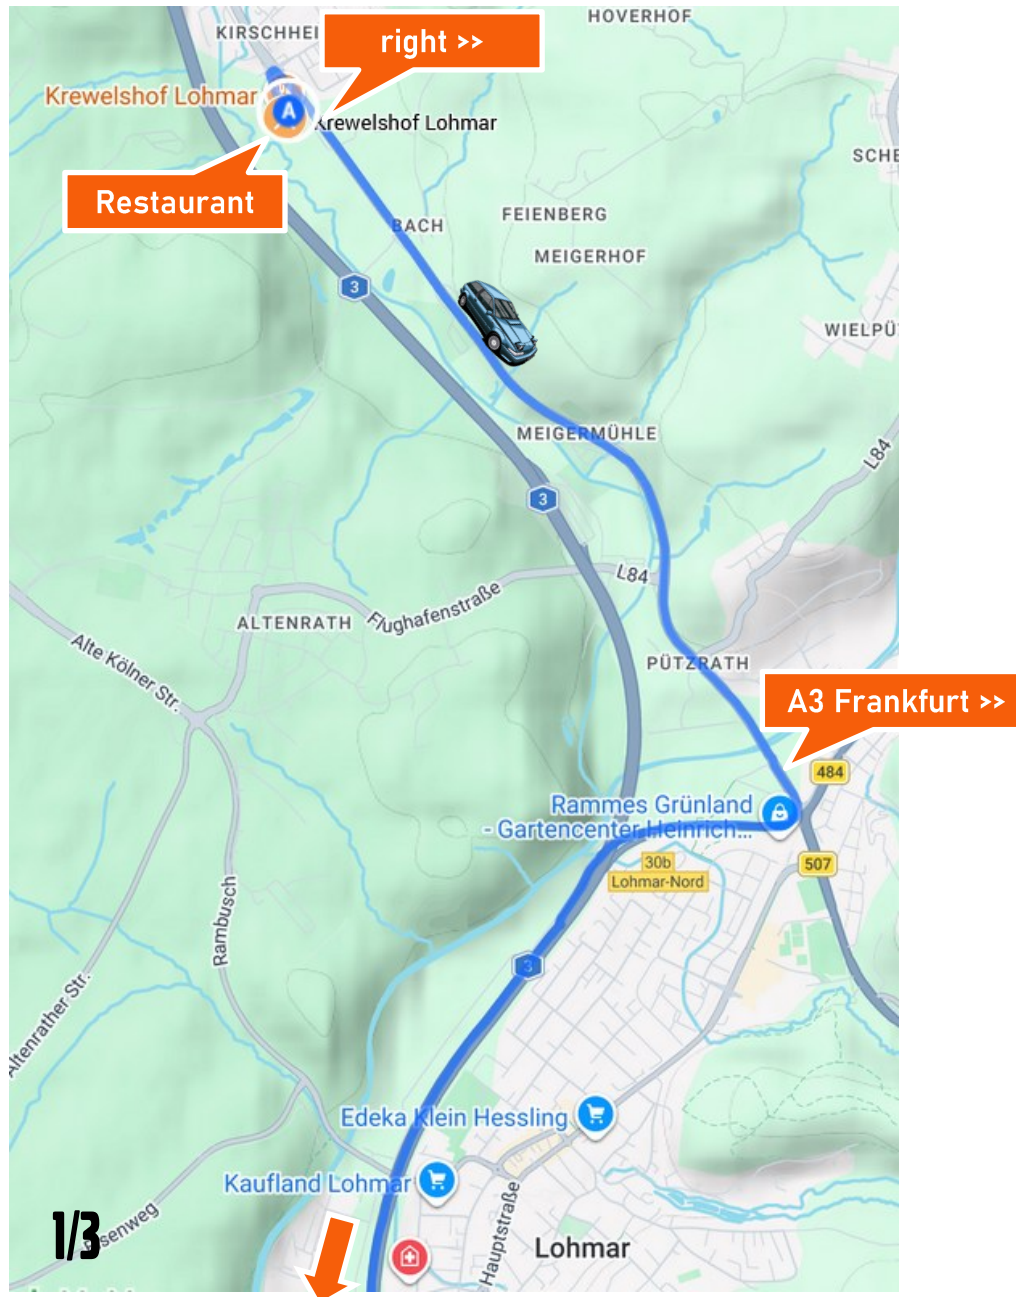 HOVERHOF
KIRSCHHEI
right >>
Krewelshof Lohmar
A
Krewelshof Lohmar
SCHE
Restaurant
BACH
FEIENBERG
MEIGERHOF
3
WIELPÜ
MEIGERMÜHLE
L84
3
L84
Flughafenstraße
ALTENRATH
Alte Kölner Str.
PÜTZRATH
A3 Frankfurt >>
484
Rammes Grünland
- Gartencenter Heinrich...
30b
Lohmar-Nord
507
Rambusch
3
Altenrather Str.
Edeka Klein Hessling
Kaufland Lohmar
Hauptstraße
1/3
senweg
Lohmar